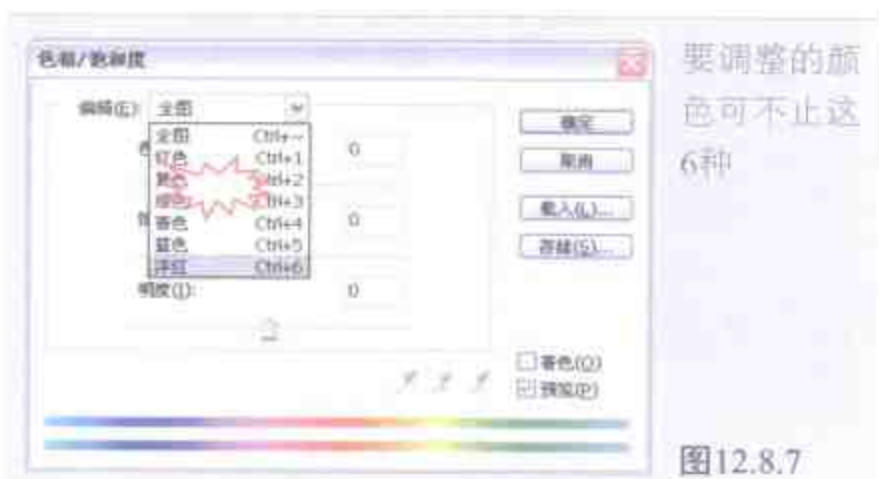 色相/饱和度
编辑(E): 全图
全图 Ctrl+~
红色 Ctrl+1
黄色 Ctrl+2
绿色 Ctrl+3
青色 Ctrl+4
蓝色 Ctrl+5
洋红 Ctrl+6
0
0
明度(I): 0
确定
取消
载入(L)...
存储(S)...
着色(O)
预览(P)
要调整的颜
色可不止这
6种
图12.8.7